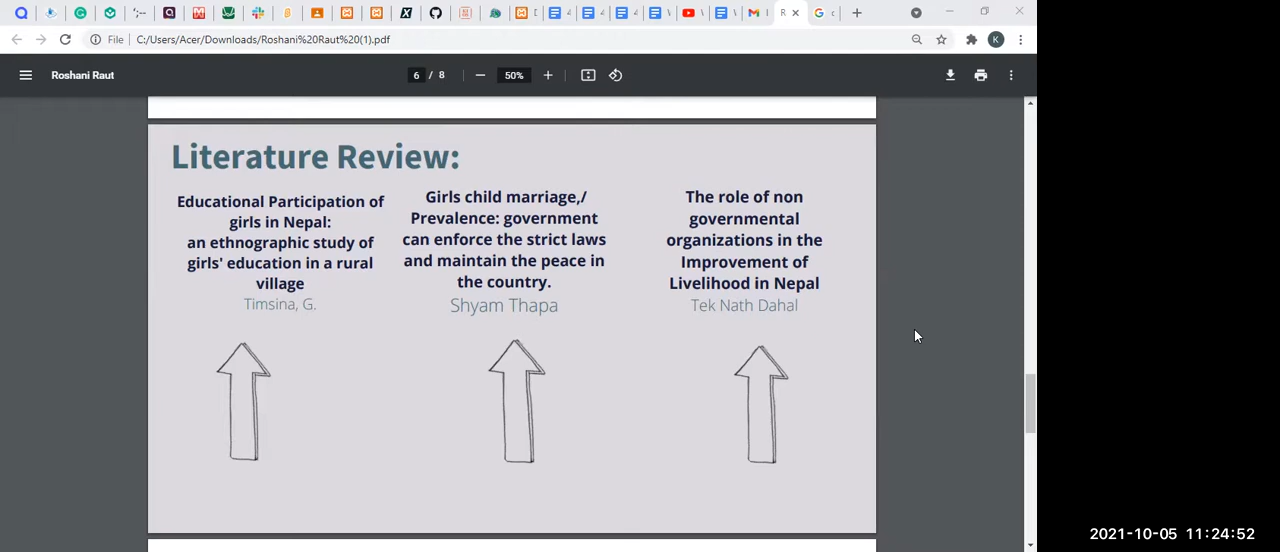 File
C:/Users/Acer/Downloads/Roshani%20Raut%20(1).pdf
K
Roshani Raut
6 / 8
50%
Literature Review:
Educational Participation of
girls in Nepal:
an ethnographic study of
girls' education in a rural
village
Timsina, G.
Girls child marriage,/
Prevalence: government
can enforce the strict laws
and maintain the peace in
the country.
Shyam Thapa
The role of non
governmental
organizations in the
Improvement of
Livelihood in Nepal
Tek Nath Dahal
2021-10-05 11:24:52